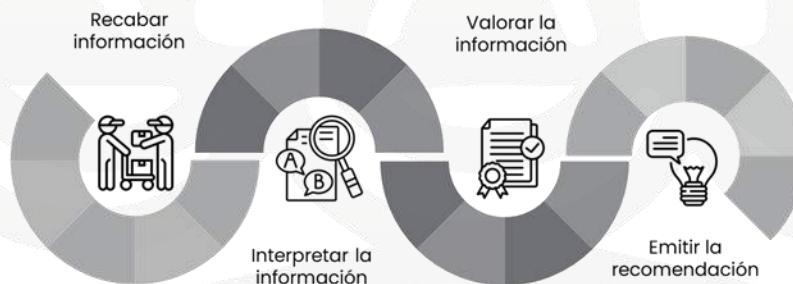 Recabar
información
Interpretar la
información
A
B
Valorar la
información
Emitir la
recomendación